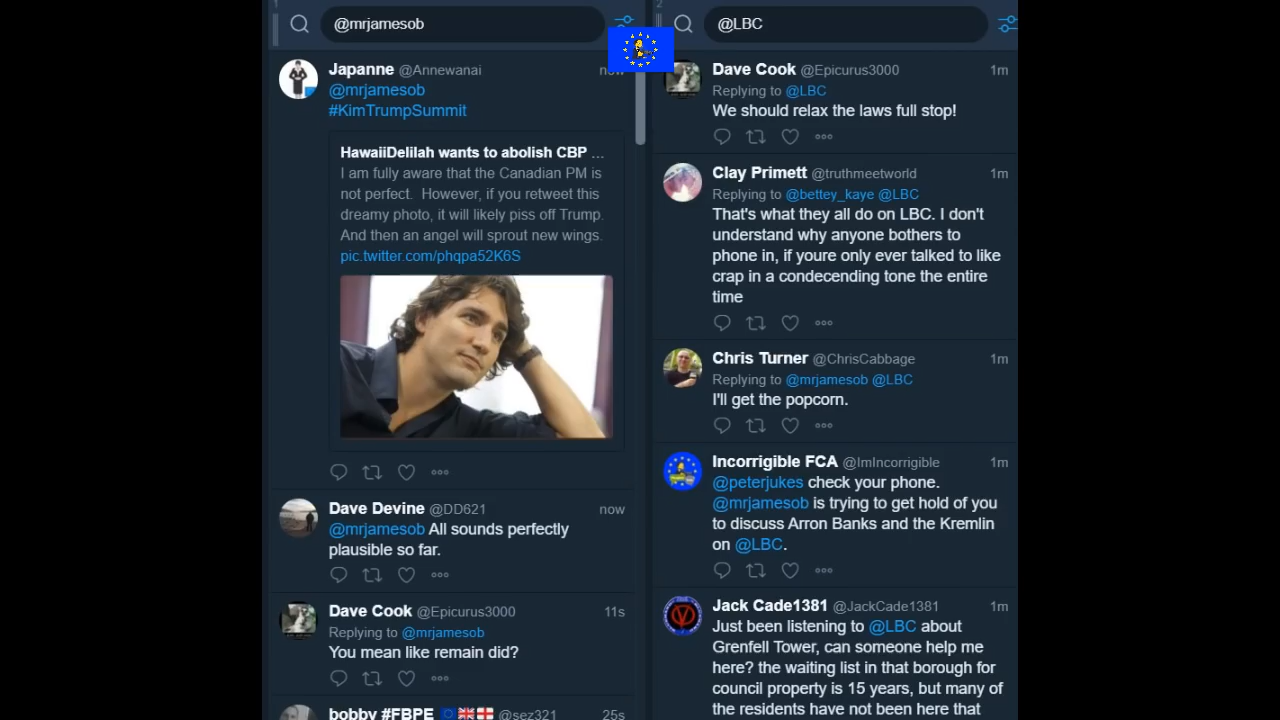 1
@mrjamesob
Japanne @Annewanai now
@mrjamesob
#KimTrumpSummit
HawaiiDelilah wants to abolish CBP ...
I am fully aware that the Canadian PM is
not perfect. However, if you retweet this
dreamy photo, it will likely piss off Trump.
And then an angel will sprout new wings.
pic.twitter.com/phqpa52K6S
Dave Devine @DD621 now
@mrjamesob All sounds perfectly
plausible so far.
Dave Cook @Epicurus3000 11s
Replying to @mrjamesob
You mean like remain did?
bobby #FBPE @sez321 25s
2
@LBC
Dave Cook @Epicurus3000 1m
Replying to @LBC
We should relax the laws full stop!
Clay Primett @truthmeetworld 1m
Replying to @bettey_kaye @LBC
That's what they all do on LBC. I don't
understand why anyone bothers to
phone in, if youre only ever talked to like
crap in a condecending tone the entire
time
Chris Turner @ChrisCabbage 1m
Replying to @mrjamesob @LBC
I'll get the popcorn.
Incorrigible FCA @ImIncorrigible 1m
@peterjukes check your phone.
@mrjamesob is trying to get hold of you
to discuss Arron Banks and the Kremlin
on @LBC.
Jack Cade1381 @JackCade1381 1m
Just been listening to @LBC about
Grenfell Tower, can someone help me
here? the waiting list in that borough for
council property is 15 years, but many of
the residents have not been here that